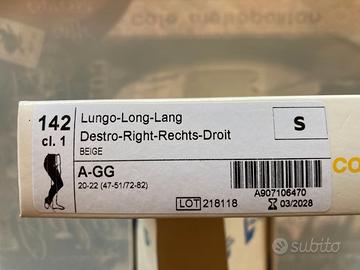 142
cl. 1
Lungo-Long-Lang
Destro-Right-Rechts-Droit
BEIGE
S
A-GG
20-22 (47-51/72-82)
LOT 218118
A907106470
03/2028
co
subito